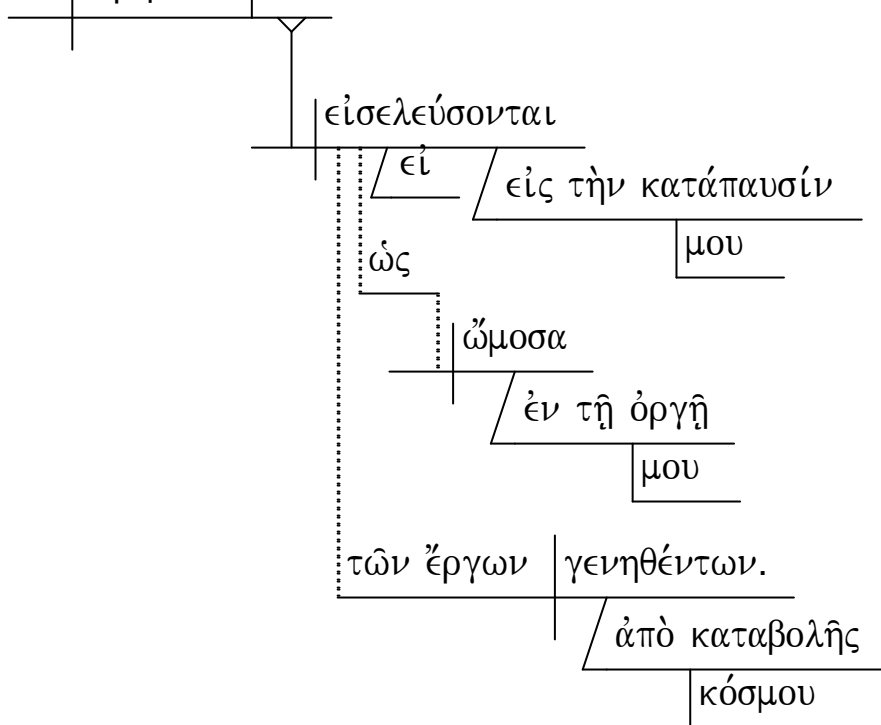 εἰσελεύσονται
εἰ
εἰς τὴν κατάπαυσίν
μου
ὡς
ὤμοσα
ἐν τῇ ὀργῇ
μου
τῶν ἔργων γενηθέντων.
ἀπὸ καταβολῆς
κόσμου